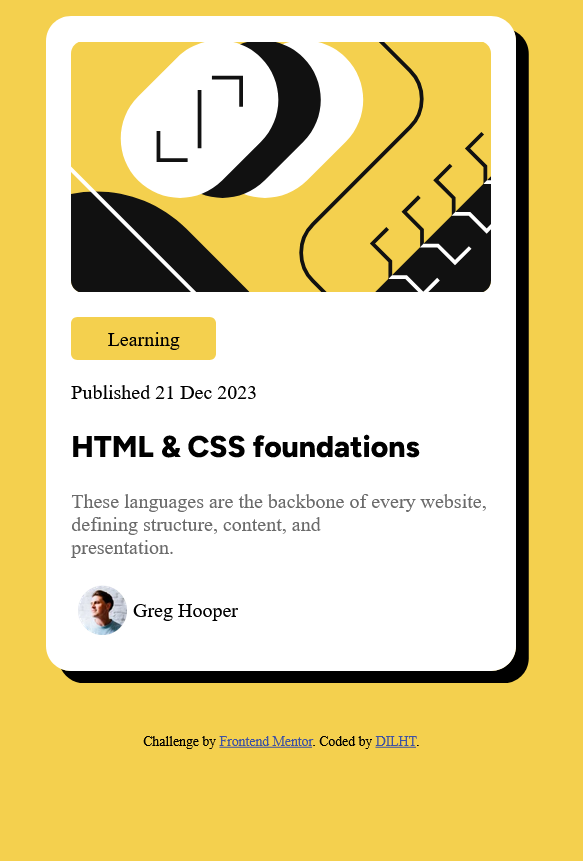 Learning
Published 21 Dec 2023
HTML & CSS foundations
These languages are the backbone of every website,
defining structure, content, and
presentation.
Greg Hooper
Challenge by Frontend Mentor. Coded by DILHT.